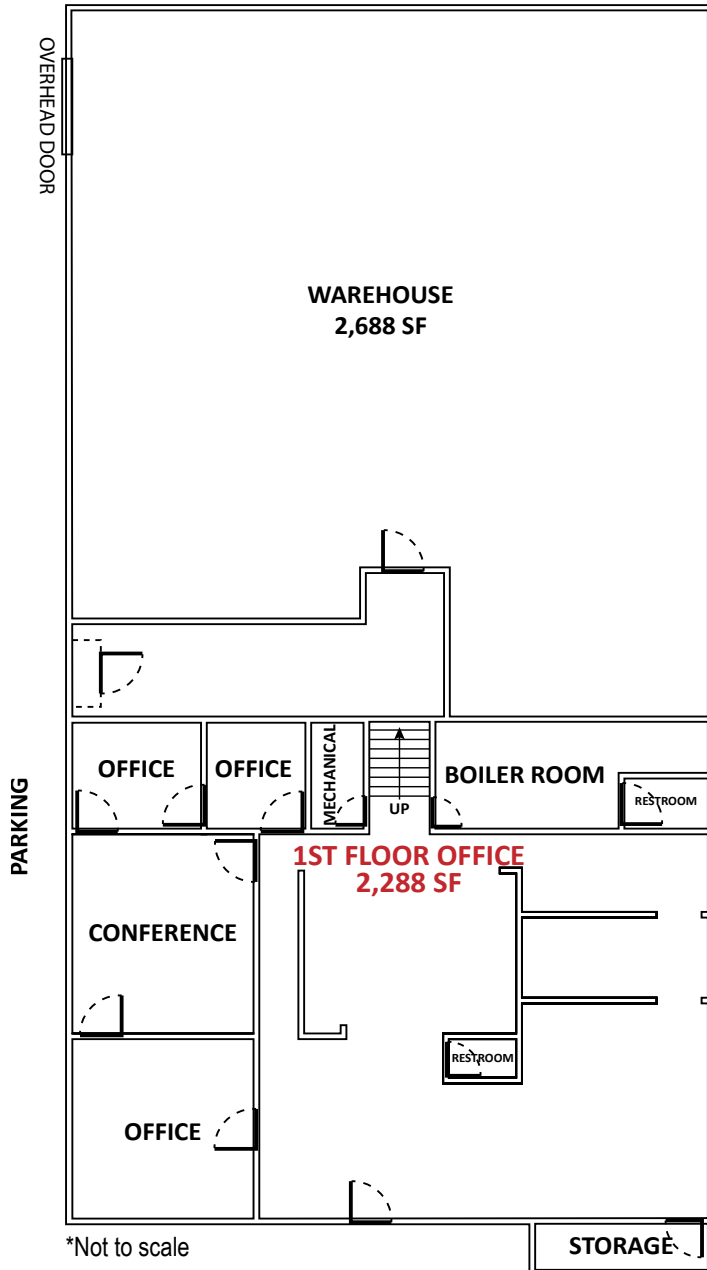 OVERHEAD DOOR
WAREHOUSE
2,688 SF
PARKING
OFFICE
OFFICE
MECHANICAL
UP
BOILER ROOM
RESTROOM
1ST FLOOR OFFICE
2,288 SF
CONFERENCE
RESTROOM
OFFICE
*Not to scale
STORAGE